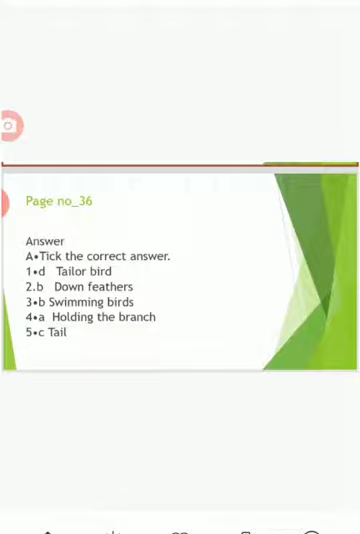 Page no_36
Answer
A•Tick the correct answer.
1•d Tailor bird
2.b Down feathers
3•b Swimming birds
4•a Holding the branch
5•c Tail